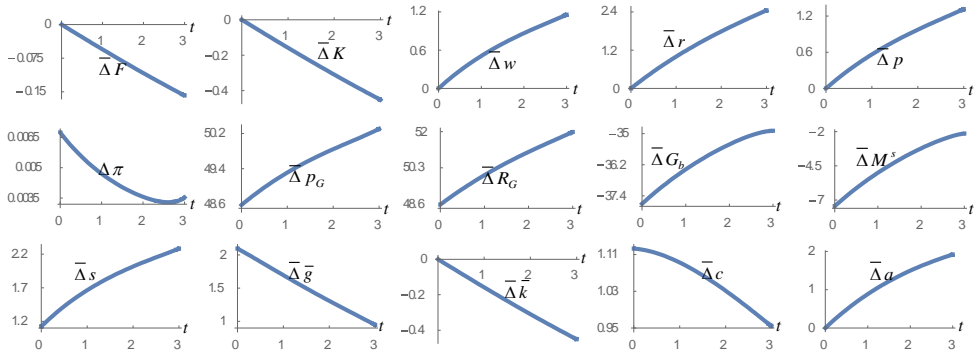 0 1 2 3 t
−0.075
−0.15
Δ̅ F
0 1 2 3 t
−0.2
−0.4
Δ̅ K
1.2
0.6
0
Δ̅ w
0 1 2 3 t
2.4
1.2
0
Δ̅ r
0 1 2 3 t
1.2
0.6
0
Δ̅ p
0 1 2 3 t
0.0065
0.005
0.0035
Δ π
0 1 2 3 t
50.2
49.4
48.6
Δ̅ p_G
0 1 2 3 t
52
50.3
48.6
Δ̅ R_G
0 1 2 3 t
−35
−36.2
−37.4
Δ̅ G_b
0 1 2 3 t
−2
−4.5
−7
Δ̅ M^s
0 1 2 3 t
2.2
1.7
1.2
Δ̅ s
0 1 2 3 t
2
1.5
1
Δ̅ g̅
0 1 2 3 t
0 1 2 3 t
−0
−0.4
Δ̅ k̅
1.11
1.03
0.95
Δ̅ c
0 1 2 3 t
2
1
0
Δ̅ a
0 1 2 3 t